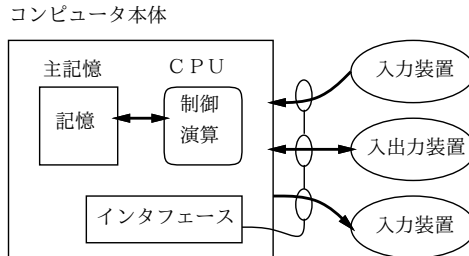 コンピュータ本体
主記憶
ＣＰＵ
記憶
制御
演算
インタフェース
入力装置
入出力装置
入力装置